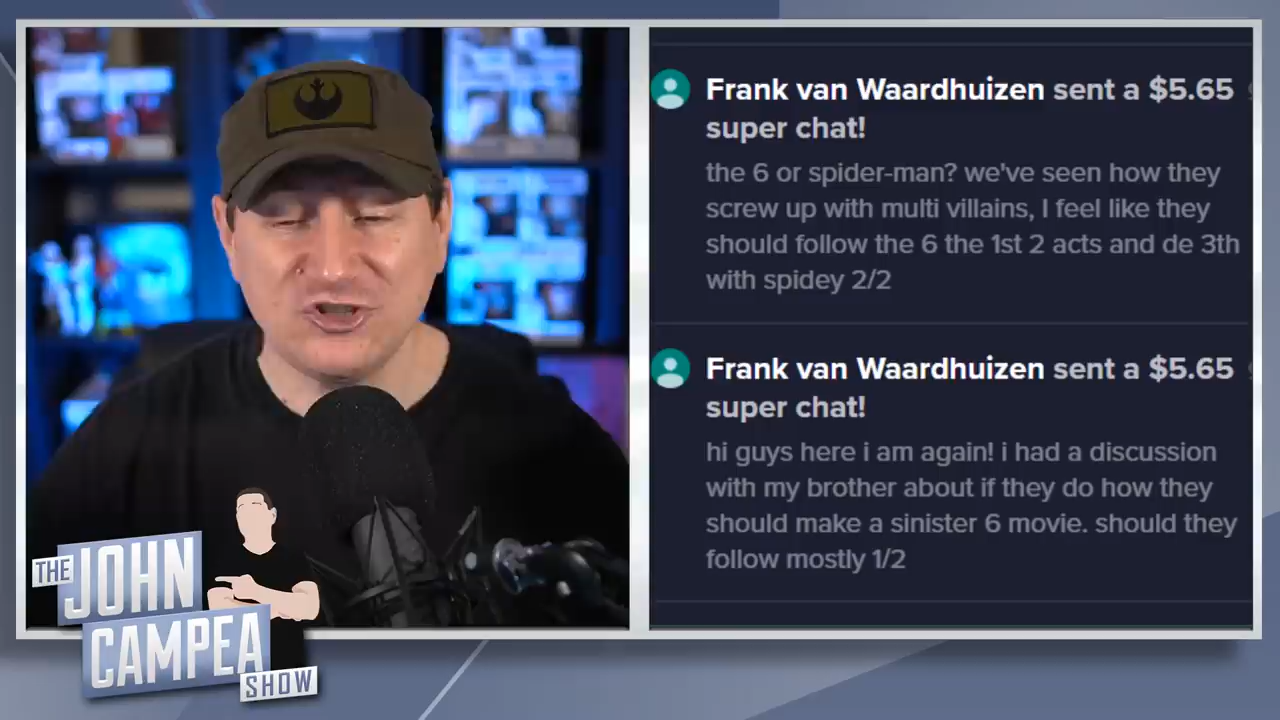 Frank van Waardhuizen sent a $5.65
super chat!
the 6 or spider-man? we've seen how they
screw up with multi villains, I feel like they
should follow the 6 the 1st 2 acts and de 3th
with spidey 2/2
Frank van Waardhuizen sent a $5.65
super chat!
hi guys here i am again! i had a discussion
with my brother about if they do how they
should make a sinister 6 movie. should they
follow mostly 1/2
THE
JOHN
CAMPEA
SHOW